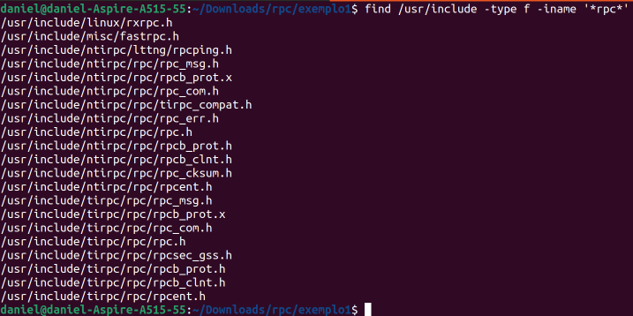 daniel@daniel-Aspire-A515-55:~/Downloads/rpc/exemplo1$ find /usr/include -type f -iname '*rpc*'
/usr/include/linux/rxrpc.h
/usr/include/misc/fastrpc.h
/usr/include/ntirpc/lttng/rpcping.h
/usr/include/ntirpc/rpc/rpc_msg.h
/usr/include/ntirpc/rpc/rpcb_prot.x
/usr/include/ntirpc/rpc/rpc_com.h
/usr/include/ntirpc/rpc/tirpc_compat.h
/usr/include/ntirpc/rpc/rpc_err.h
/usr/include/ntirpc/rpc/rpc.h
/usr/include/ntirpc/rpc/rpcb_prot.h
/usr/include/ntirpc/rpc/rpcb_clnt.h
/usr/include/ntirpc/rpc/rpc_cksum.h
/usr/include/ntirpc/rpc/rpcent.h
/usr/include/tirpc/rpc/rpc_msg.h
/usr/include/tirpc/rpc/rpcb_prot.x
/usr/include/tirpc/rpc/rpc_com.h
/usr/include/tirpc/rpc/rpc.h
/usr/include/tirpc/rpc/rpcsec_gss.h
/usr/include/tirpc/rpc/rpcb_prot.h
/usr/include/tirpc/rpc/rpcb_clnt.h
/usr/include/tirpc/rpc/rpcent.h
daniel@daniel-Aspire-A515-55:~/Downloads/rpc/exemplo1$